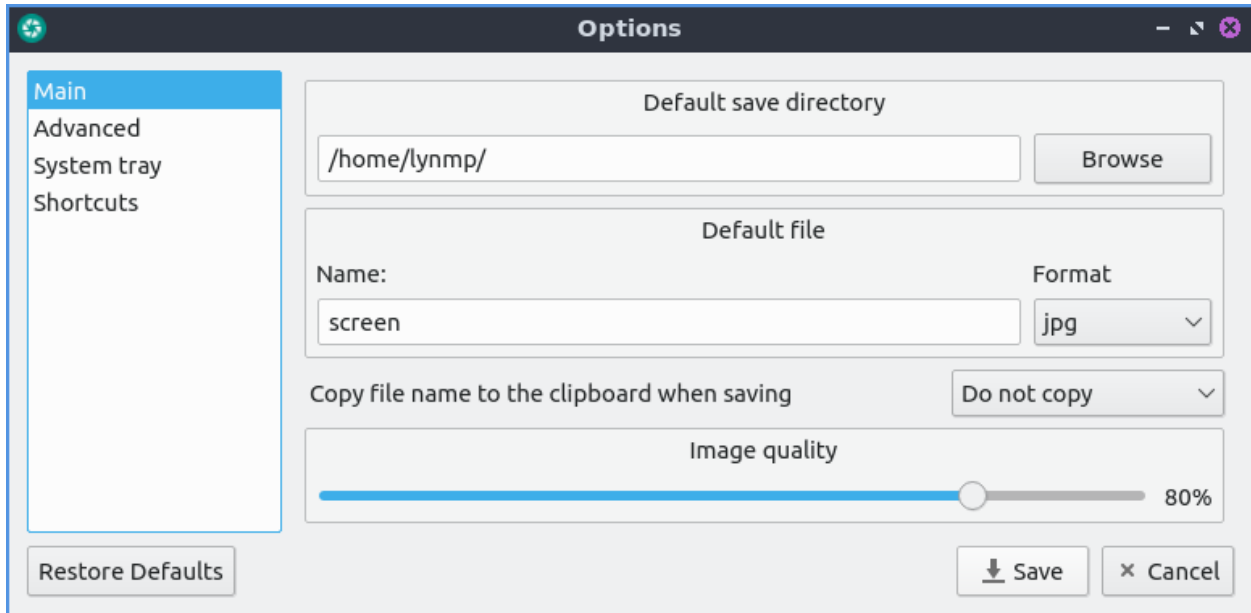 Options
Main
Advanced
System tray
Shortcuts
Default save directory
/home/lynmp/
Browse
Default file
Name:
Format
screen
jpg
Copy file name to the clipboard when saving
Do not copy
Image quality
80%
Restore Defaults
Save
Cancel